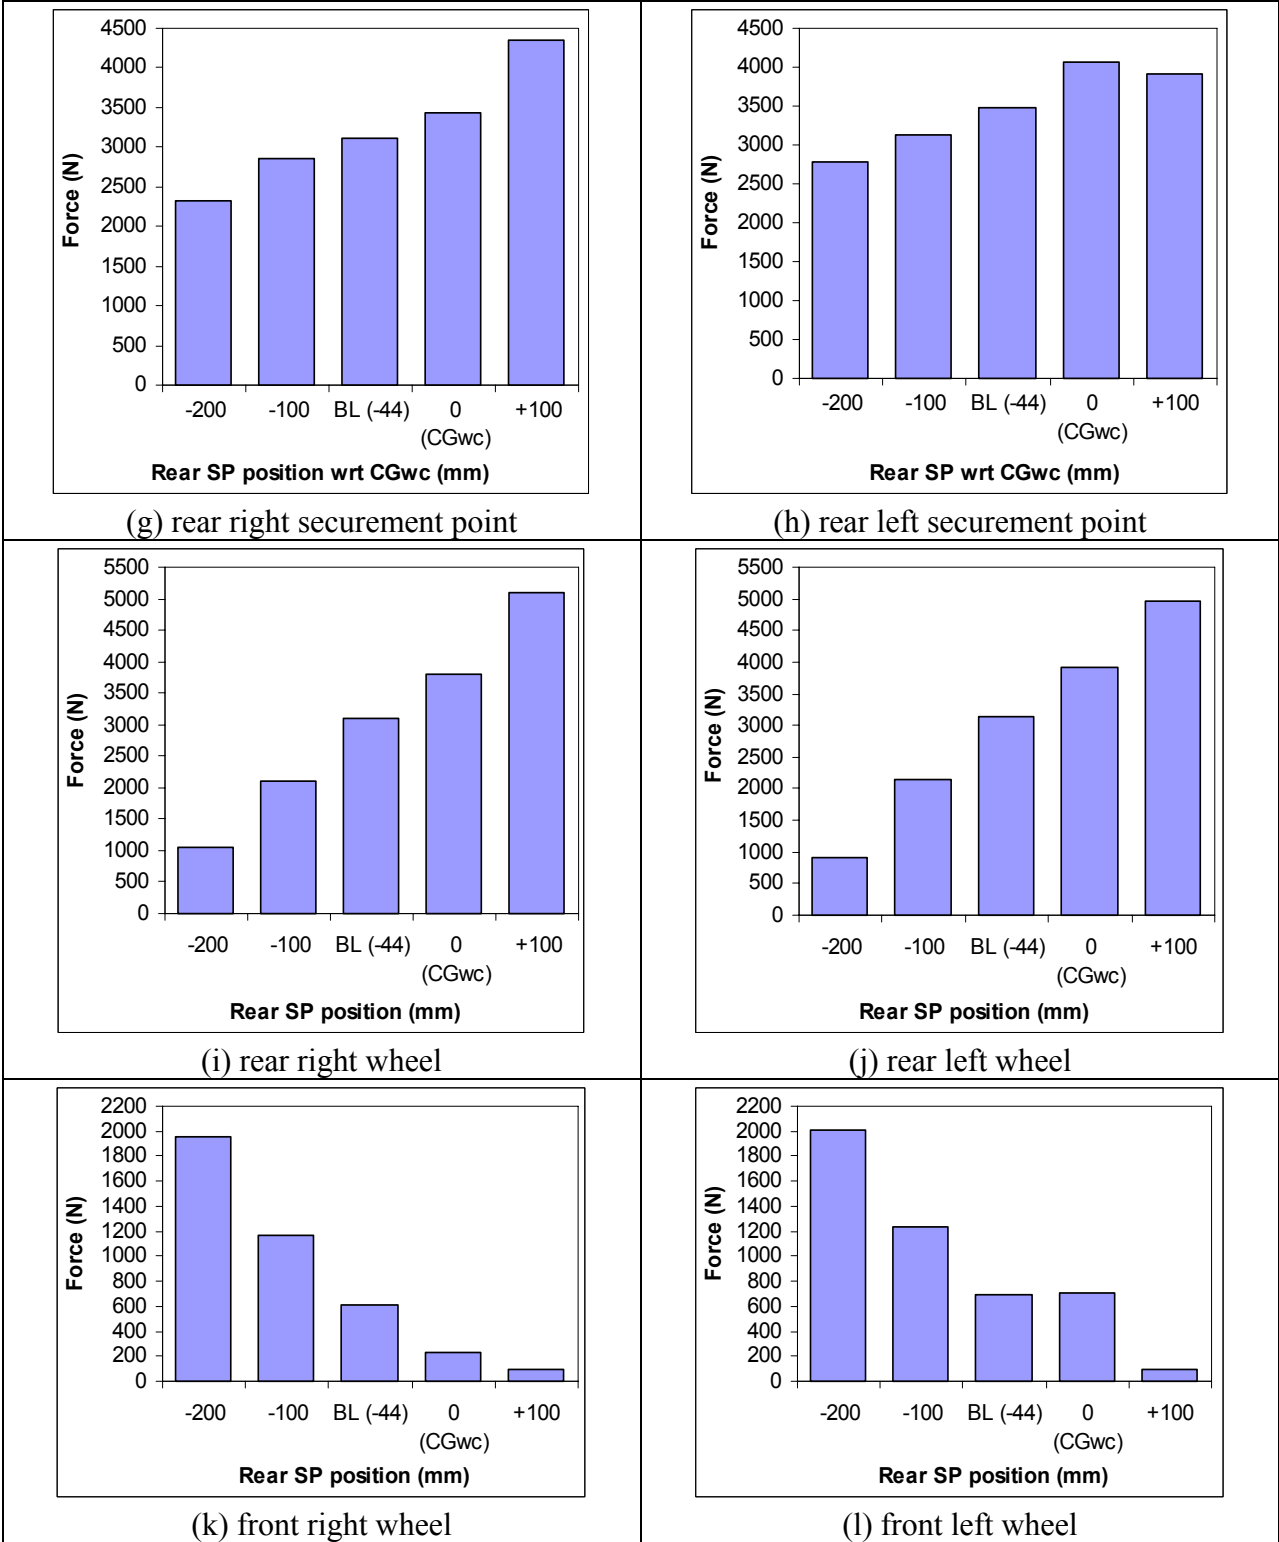 4500
4000
3500
3000
2500
2000
1500
1000
500
0
Force (N)
-200 -100 BL (-44) 0 +100
(CGwc)
Rear SP position wrt CGwc (mm)
(g) rear right securement point
4500
4000
3500
3000
2500
2000
1500
1000
500
0
Force (N)
-200 -100 BL (-44) 0 +100
(CGwc)
Rear SP wrt CGwc (mm)
(h) rear left securement point
5500
5000
4500
4000
3500
3000
2500
2000
1500
1000
500
0
Force (N)
-200 -100 BL (-44) 0 +100
(CGwc)
Rear SP position (mm)
(i) rear right wheel
5500
5000
4500
4000
3500
3000
2500
2000
1500
1000
500
0
Force (N)
-200 -100 BL (-44) 0 +100
(CGwc)
Rear SP position (mm)
(j) rear left wheel
2200
2000
1800
1600
1400
1200
1000
800
600
400
200
0
Force (N)
-200 -100 BL (-44) 0 +100
(CGwc)
Rear SP position (mm)
(k) front right wheel
2200
2000
1800
1600
1400
1200
1000
800
600
400
200
0
Force (N)
-200 -100 BL (-44) 0 +100
(CGwc)
Rear SP position (mm)
(l) front left wheel